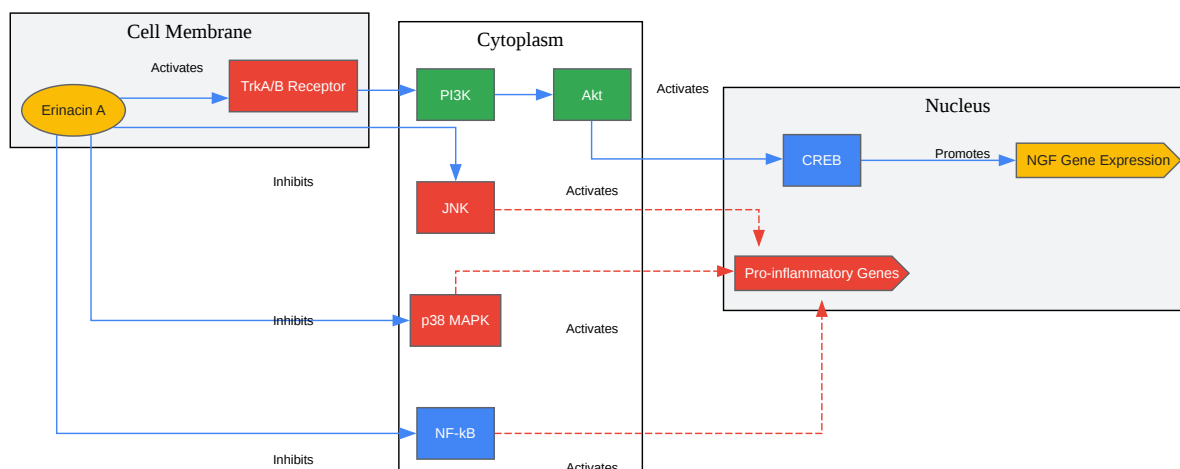 Cell Membrane
Activates
TrkA/B Receptor
Erinacin A
Cytoplasm
PI3K
Akt
Activates
Nucleus
CREB
Promotes
NGF Gene Expression
Inhibits
JNK
Activates
Pro-inflammatory Genes
Inhibits
p38 MAPK
Activates
NF-kB
Inhibits
Activates